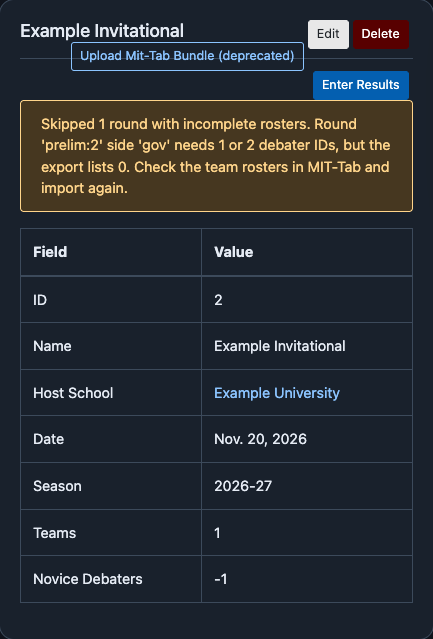 Example Invitational
Edit
Delete
Upload Mit-Tab Bundle (deprecated)
Enter Results
Skipped 1 round with incomplete rosters. Round
'prelim:2' side 'gov' needs 1 or 2 debater IDs, but the
export lists 0. Check the team rosters in MIT-Tab and
import again.
Field Value
ID 2
Name Example Invitational
Host School Example University
Date Nov. 20, 2026
Season 2026-27
Teams 1
Novice Debaters -1